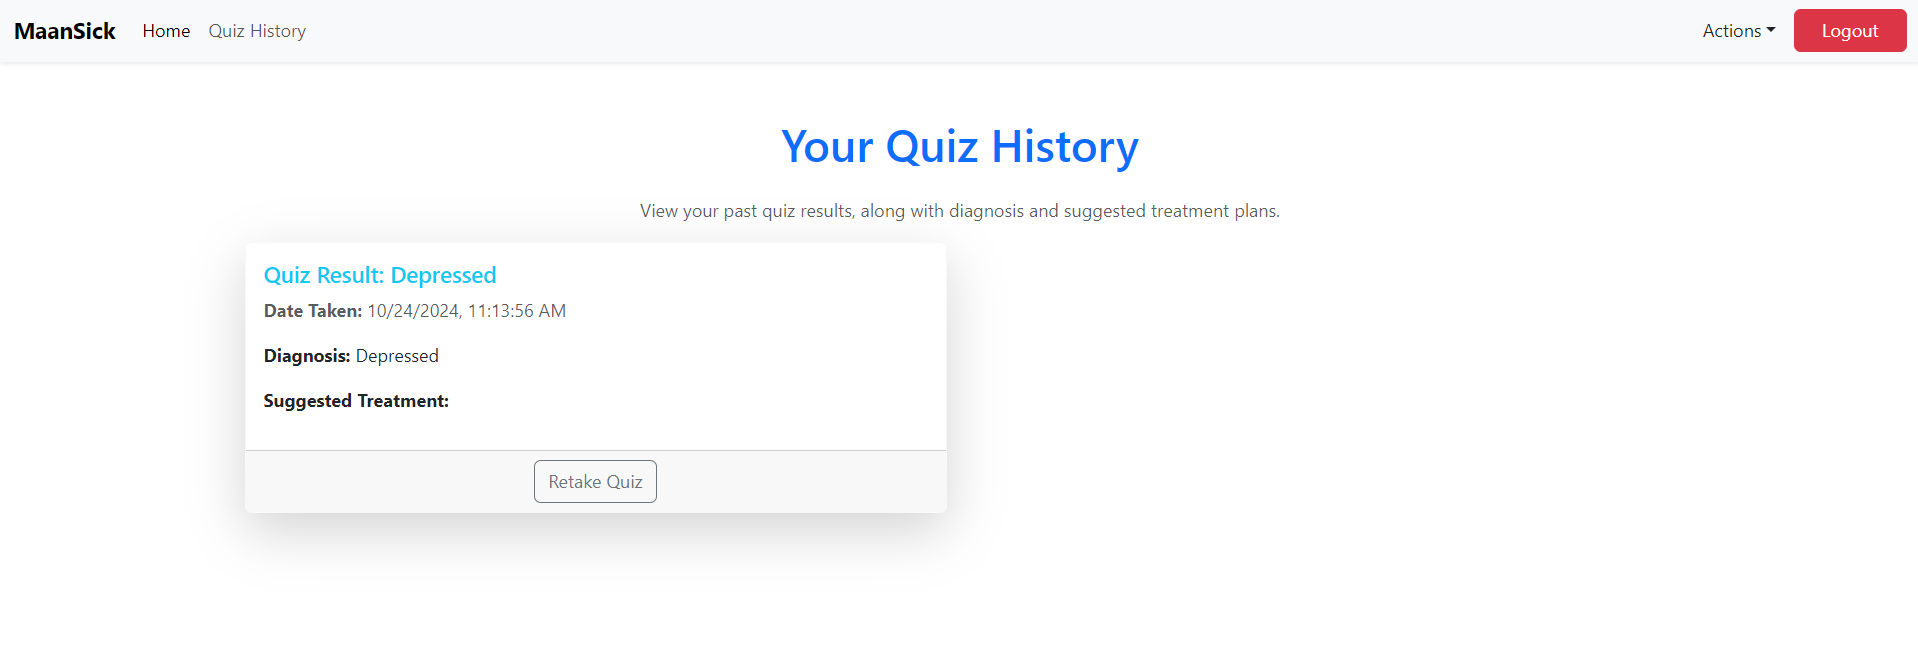 MaanSick Home Quiz History Actions Logout
Your Quiz History
View your past quiz results, along with diagnosis and suggested treatment plans.
Quiz Result: Depressed
Date Taken: 10/24/2024, 11:13:56 AM
Diagnosis: Depressed
Suggested Treatment:
Retake Quiz